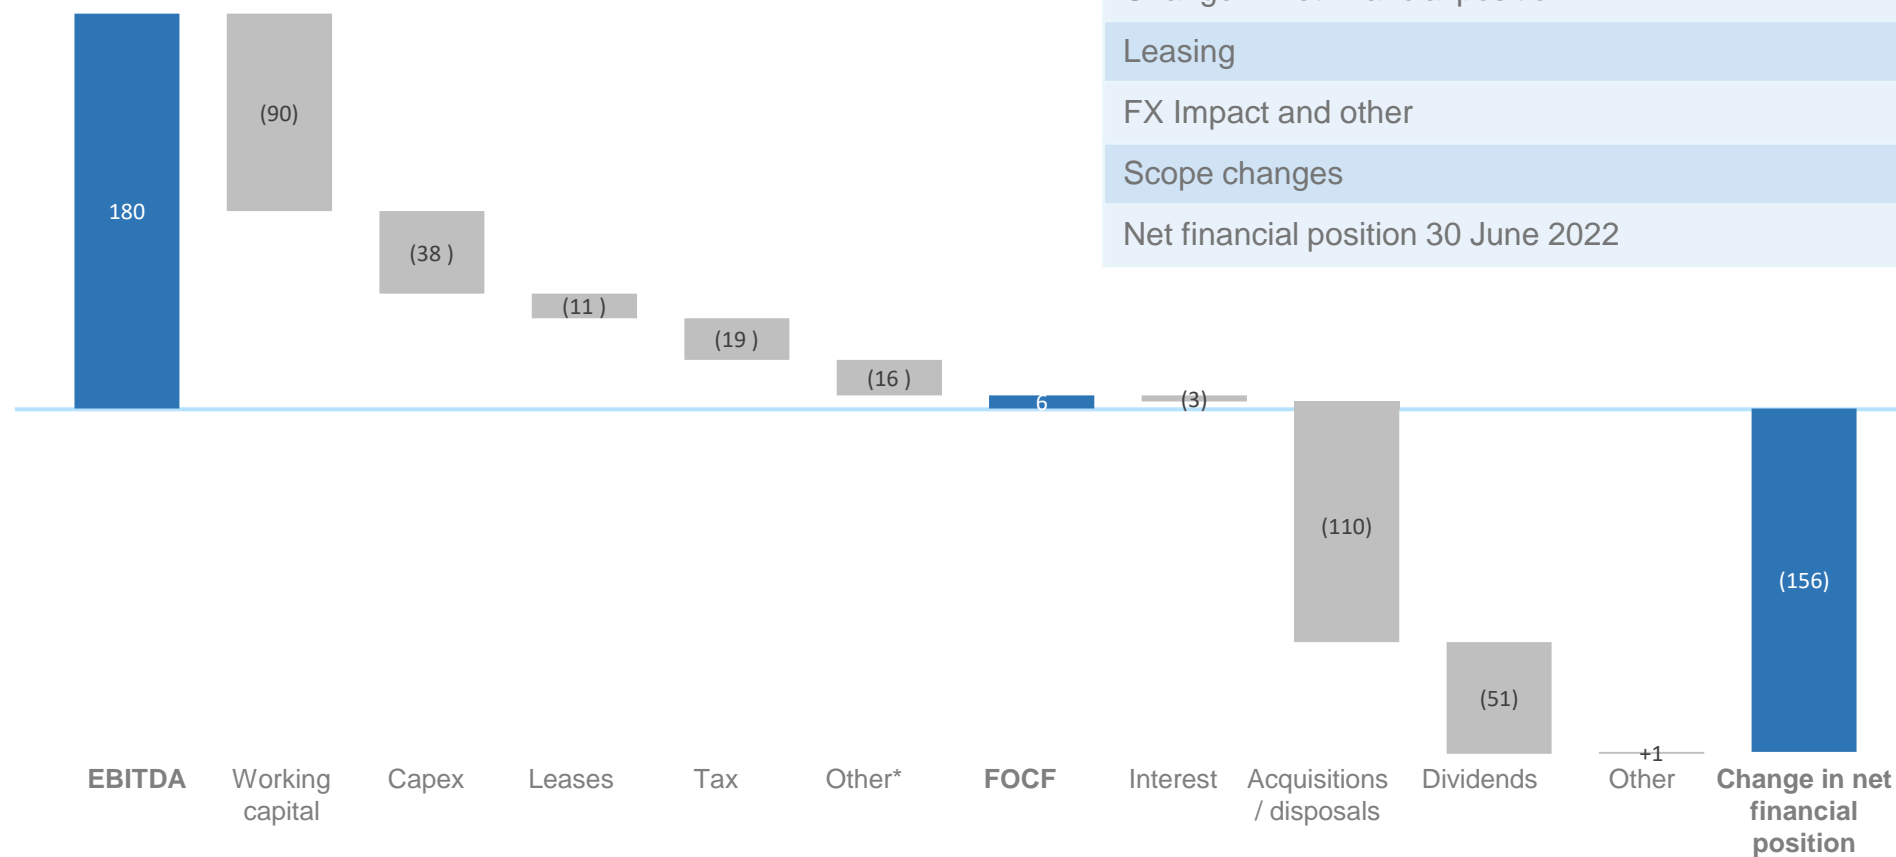 Leasing
FX Impact and other
Scope changes
Net financial position 30 June 2022
180
(90)
(38 )
(11 )
(19 )
(16 )
6
(3)
(110)
(51)
+1
(156)
EBITDA
Working
capital
Capex
Leases
Tax
Other*
FOCF
Interest
Acquisitions
/ disposals
Dividends
Other
Change in net
financial
position